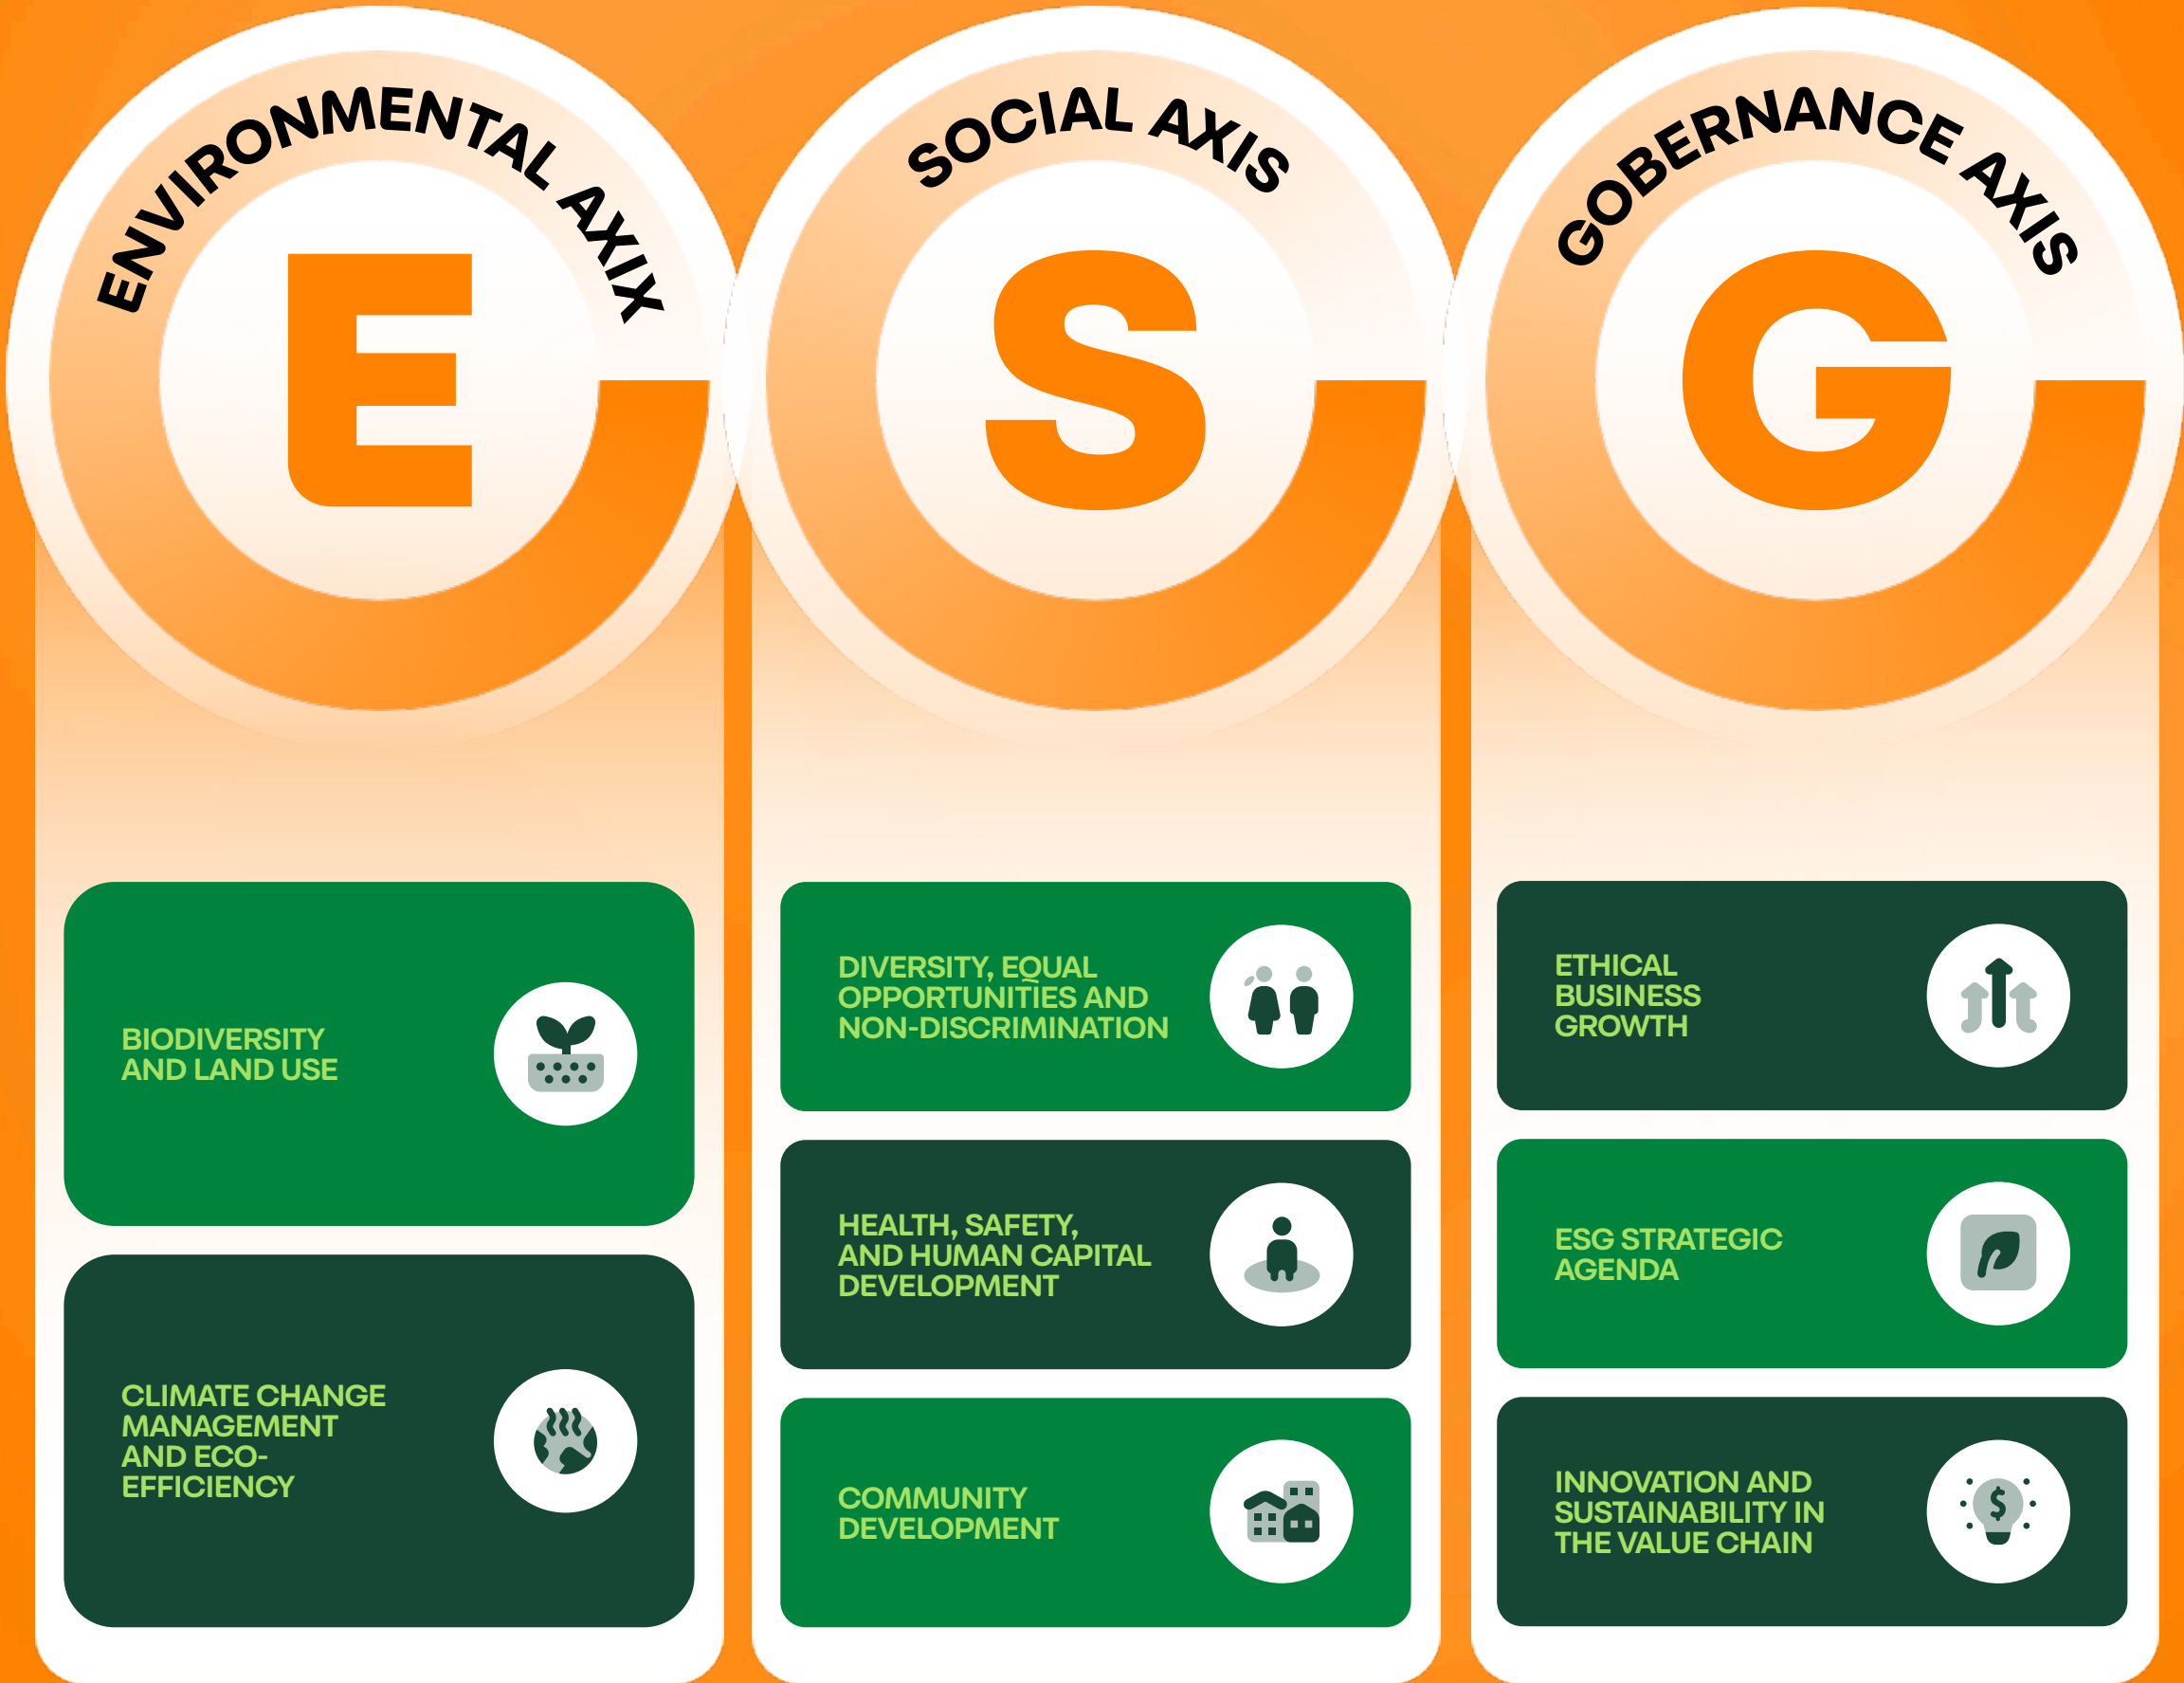 ENVIRONMENTAL AXIX
E
BIODIVERSITY
AND LAND USE
CLIMATE CHANGE
MANAGEMENT
AND ECO-
EFFICIENCY
SOCIAL AXIS
S
DIVERSITY, EQUAL
OPPORTUNITIES AND
NON-DISCRIMINATION
HEALTH, SAFETY,
AND HUMAN CAPITAL
DEVELOPMENT
COMMUNITY
DEVELOPMENT
GOBERNANCE AXIS
G
ETHICAL
BUSINESS
GROWTH
ESG STRATEGIC
AGENDA
INNOVATION AND
SUSTAINABILITY IN
THE VALUE CHAIN
$